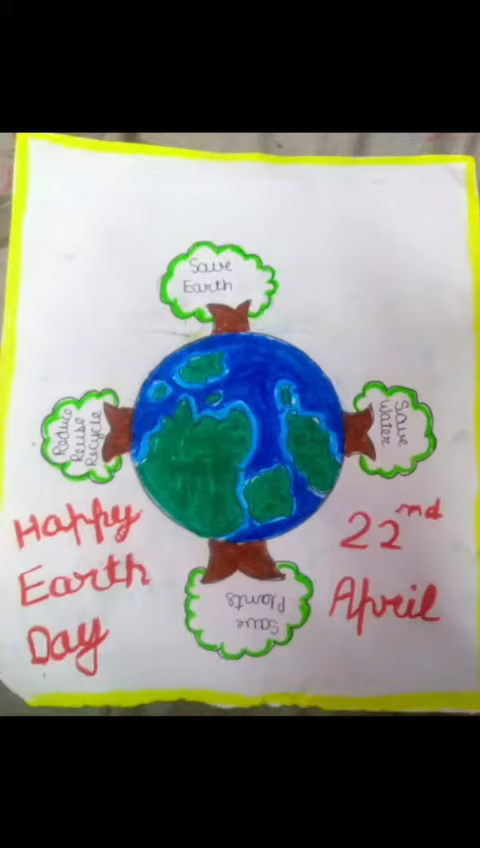 Save
Earth
Reduce
Reuse
Recycle
Save
Water
Happy
Earth
Day
22nd
April
Save
Plants